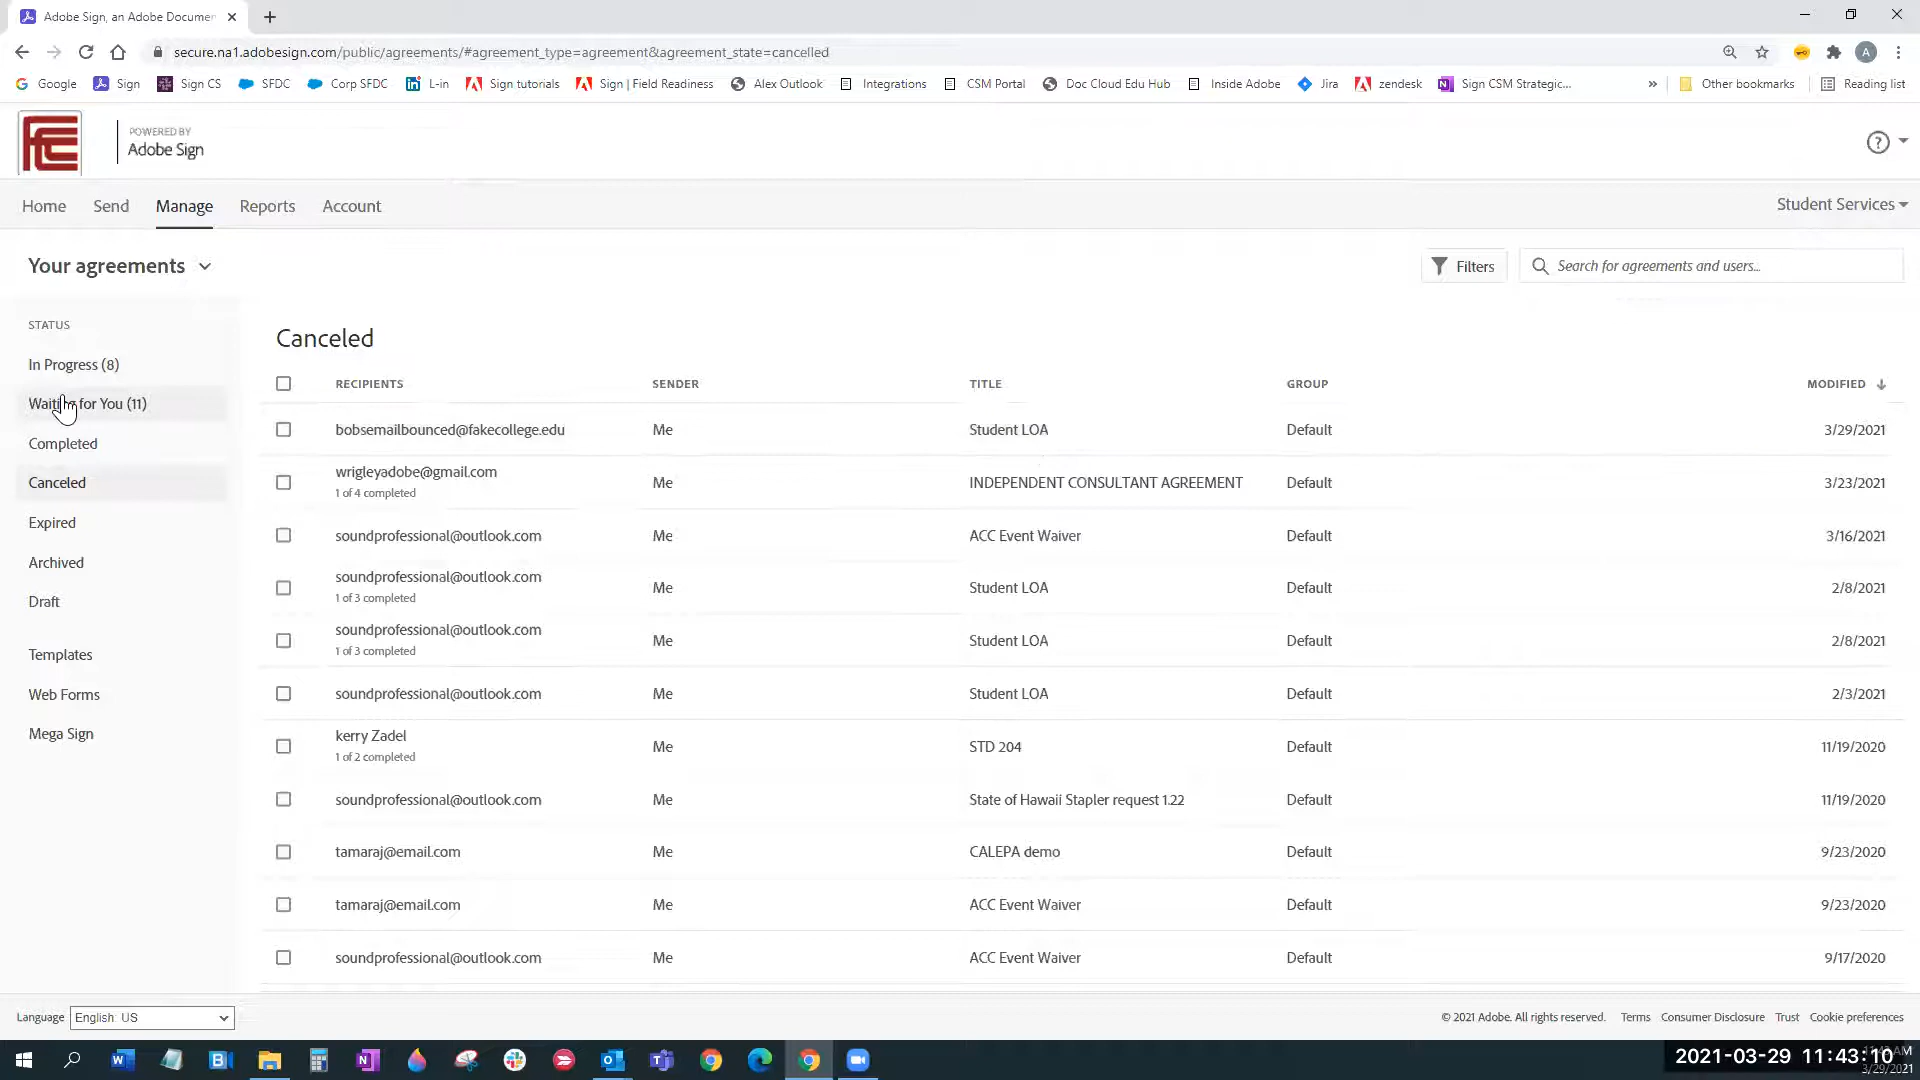 Adobe Sign, an Adobe Documen
secure.na1.adobesign.com/public/agreements/#agreement_type=agreement&agreement_state=cancelled
A
Google Sign Sign CS SFDC Corp SFDC L-in Sign tutorials Sign | Field Readiness Alex Outlook Integrations CSM Portal Doc Cloud Edu Hub Inside Adobe Jira zendesk Sign CSM Strategic... » Other bookmarks Reading list
POWERED BY
Adobe Sign
Home Send Manage Reports Account Student Services
Your agreements Filters Search for agreements and users...
STATUS
In Progress (8)
Waiting for You (11)
Completed
Canceled
Expired
Archived
Draft
Templates
Web Forms
Mega Sign
Canceled
RECIPIENTS SENDER TITLE GROUP MODIFIED
bobsemailbounced@fakecollege.edu Me Student LOA Default 3/29/2021
wrigleyadobe@gmail.com Me INDEPENDENT CONSULTANT AGREEMENT Default 3/23/2021
1 of 4 completed
soundprofessional@outlook.com Me ACC Event Waiver Default 3/16/2021
soundprofessional@outlook.com Me Student LOA Default 2/8/2021
1 of 3 completed
soundprofessional@outlook.com Me Student LOA Default 2/8/2021
1 of 3 completed
soundprofessional@outlook.com Me Student LOA Default 2/3/2021
kerry Zadel Me STD 204 Default 11/19/2020
1 of 2 completed
soundprofessional@outlook.com Me State of Hawaii Stapler request 1.22 Default 11/19/2020
tamaraj@email.com Me CALEPA demo Default 9/23/2020
tamaraj@email.com Me ACC Event Waiver Default 9/23/2020
soundprofessional@outlook.com Me ACC Event Waiver Default 9/17/2020
Language English: US © 2021 Adobe. All rights reserved. Terms Consumer Disclosure Trust Cookie preferences
2021-03-29 11:43:10
3/29/2021